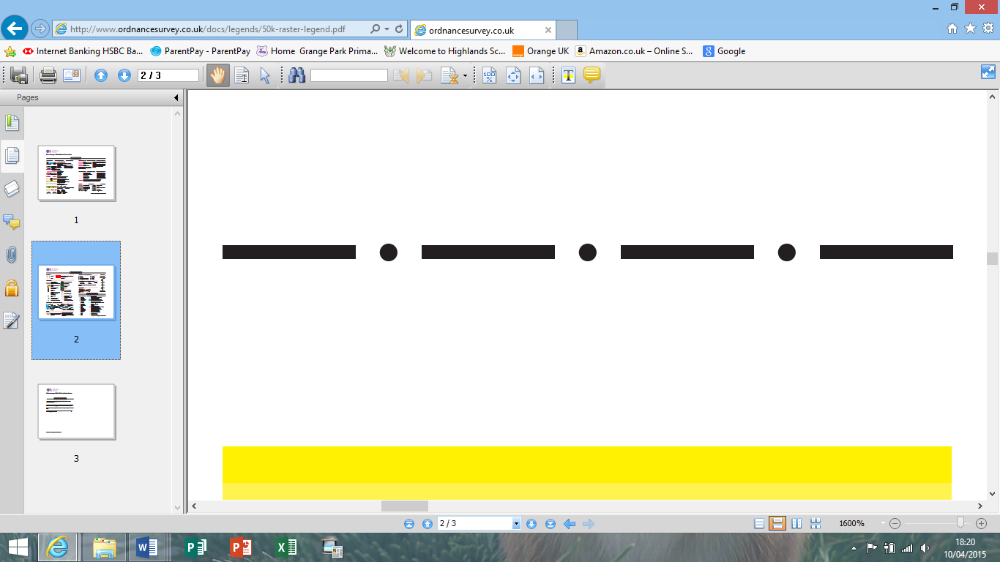 http://www.ordnancesurvey.co.uk/docs/legends/50k-raster-legend.pdf
ordnancesurvey.co.uk
Internet Banking HSBC Ba... ParentPay - ParentPay Home Grange Park Prima... Welcome to Highlands Sc... Orange UK Amazon.co.uk – Online S... Google
2 / 3
Pages
1
2
3
2 / 3 1600%
18:20
10/04/2015